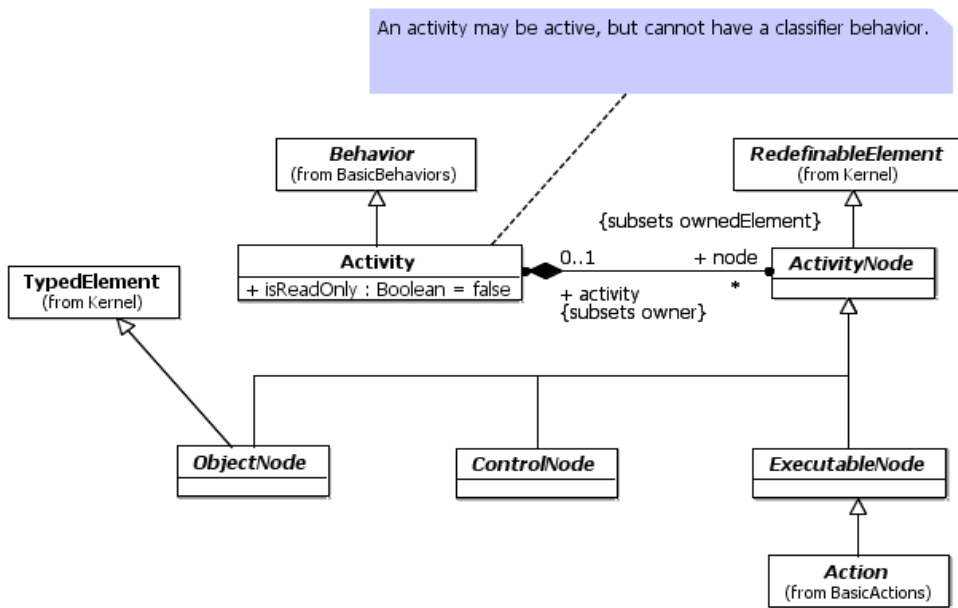 An activity may be active, but cannot have a classifier behavior.
Behavior
(from BasicBehaviors)
RedefinableElement
(from Kernel)
{subsets ownedElement}
Activity
+ isReadOnly : Boolean = false
0..1
+ node
+ activity
{subsets owner}
*
ActivityNode
TypedElement
(from Kernel)
ObjectNode
ControlNode
ExecutableNode
Action
(from BasicActions)